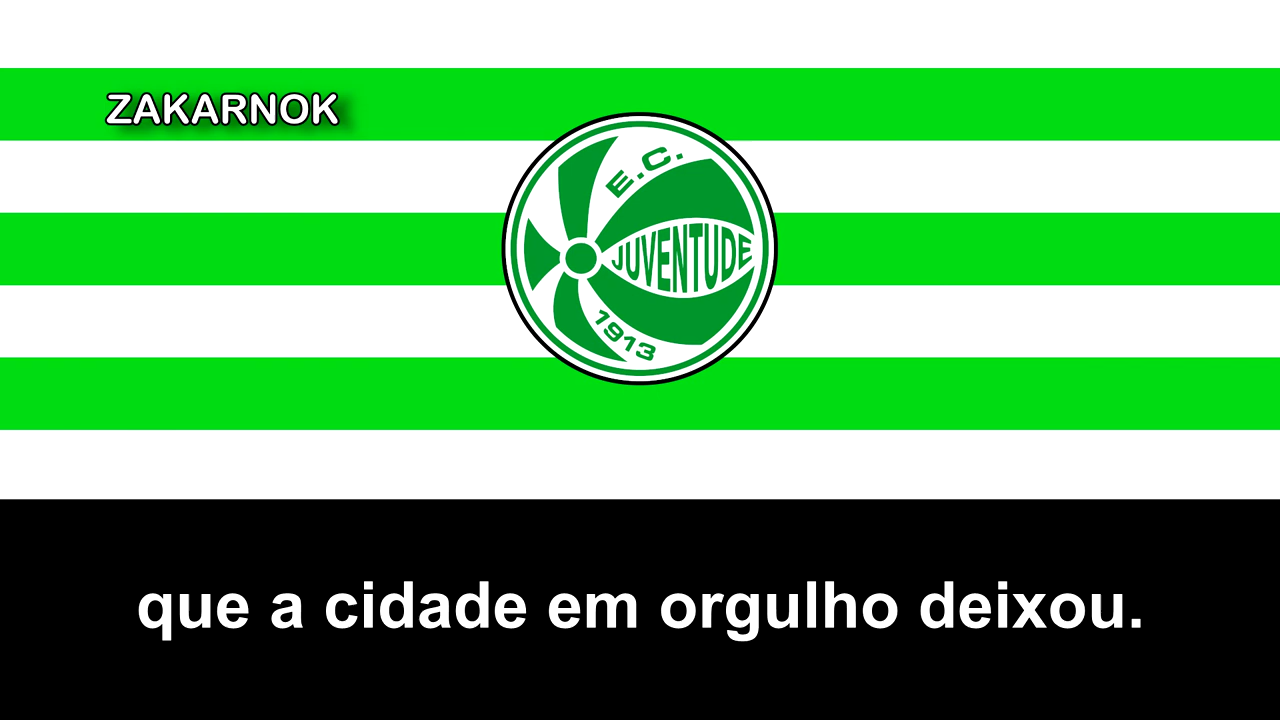 ZAKARNOK
E.C.
JUVENTUDE
1913
que a cidade em orgulho deixou.